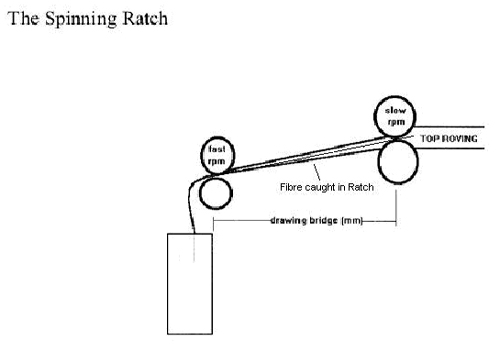 The Spinning Ratch
slow
rpm
TOP ROVING
fast
rpm
Fibre caught in Ratch
drawing bridge (mm)